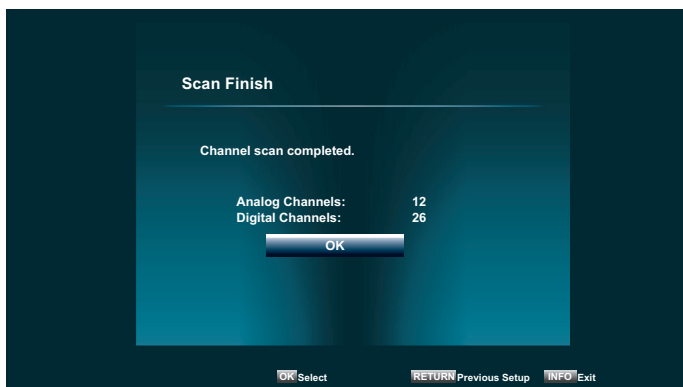 Scan Finish
Channel scan completed.
Analog Channels: 12
Digital Channels: 26
OK
OK Select RETURN Previous Setup INFO Exit